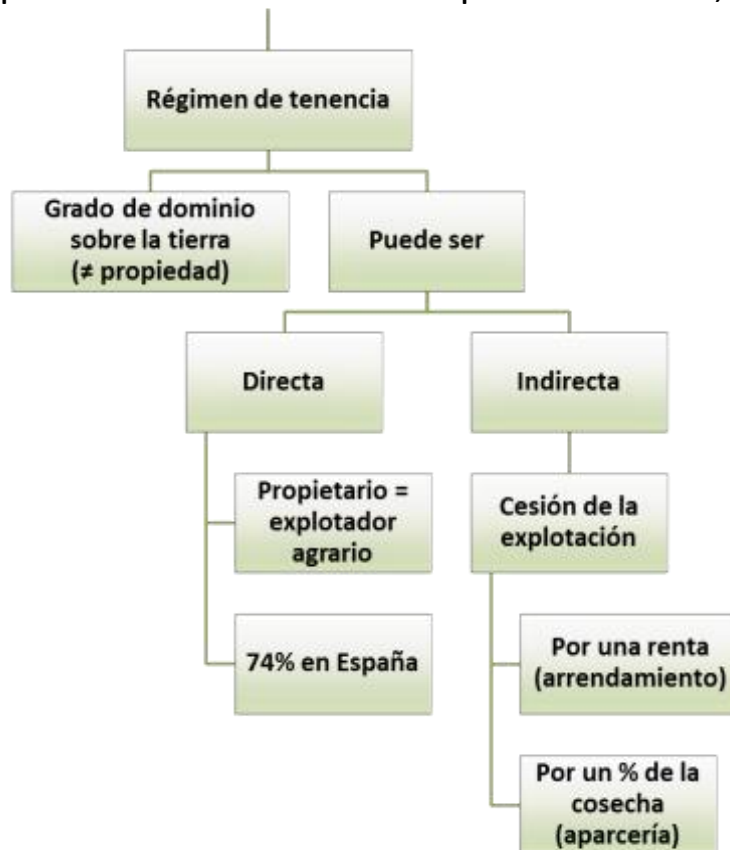 Régimen de tenencia
Grado de dominio
sobre la tierra
(≠ propiedad)
Puede ser
Directa
Indirecta
Propietario =
explotador
agrario
74% en España
Cesión de la
explotación
Por una renta
(arrendamiento)
Por un % de la
cosecha
(aparcería)